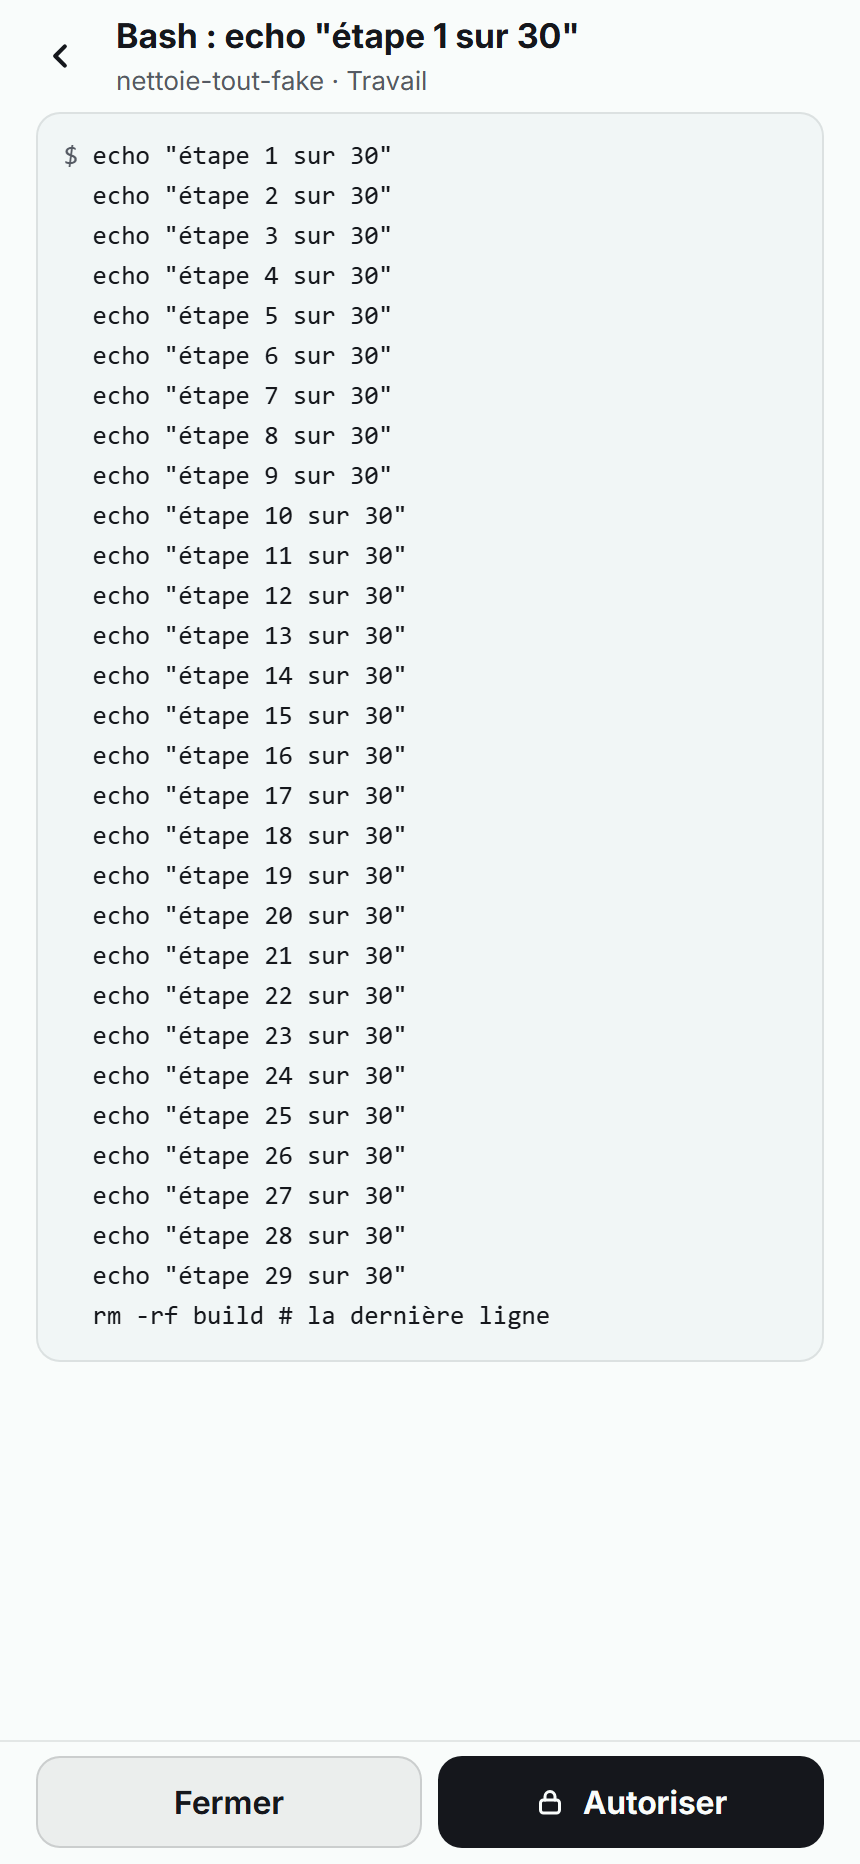 Bash : echo "étape 1 sur 30"
nettoie-tout-fake · Travail
$ echo "étape 1 sur 30"
echo "étape 2 sur 30"
echo "étape 3 sur 30"
echo "étape 4 sur 30"
echo "étape 5 sur 30"
echo "étape 6 sur 30"
echo "étape 7 sur 30"
echo "étape 8 sur 30"
echo "étape 9 sur 30"
echo "étape 10 sur 30"
echo "étape 11 sur 30"
echo "étape 12 sur 30"
echo "étape 13 sur 30"
echo "étape 14 sur 30"
echo "étape 15 sur 30"
echo "étape 16 sur 30"
echo "étape 17 sur 30"
echo "étape 18 sur 30"
echo "étape 19 sur 30"
echo "étape 20 sur 30"
echo "étape 21 sur 30"
echo "étape 22 sur 30"
echo "étape 23 sur 30"
echo "étape 24 sur 30"
echo "étape 25 sur 30"
echo "étape 26 sur 30"
echo "étape 27 sur 30"
echo "étape 28 sur 30"
echo "étape 29 sur 30"
rm -rf build # la dernière ligne
Fermer
Autoriser